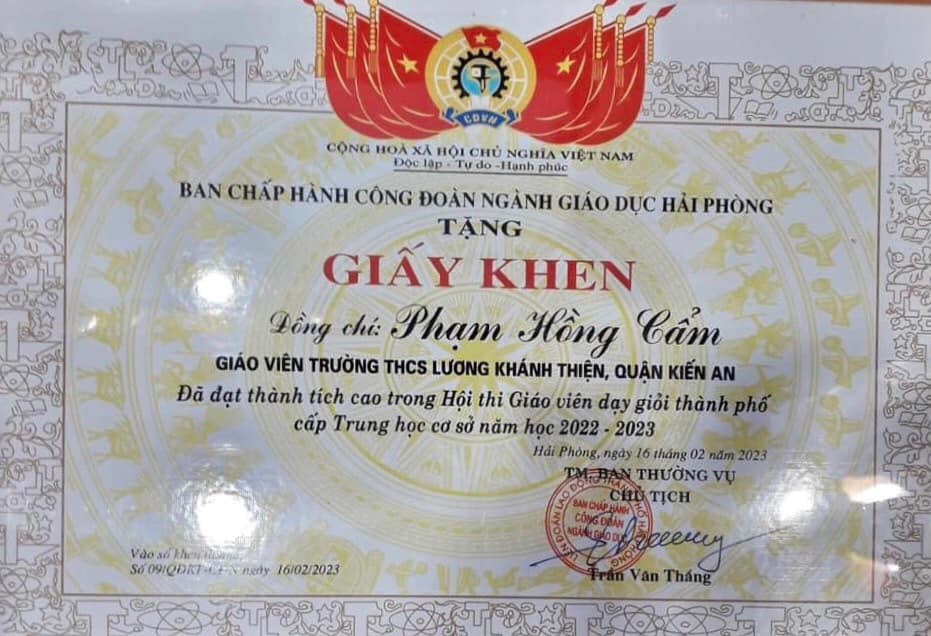 CĐVN
CỘNG HOÀ XÃ HỘI CHỦ NGHĨA VIỆT NAM
Độc lập - Tự do - Hạnh phúc
BAN CHẤP HÀNH CÔNG ĐOÀN NGÀNH GIÁO DỤC HẢI PHÒNG
TẶNG
GIẤY KHEN
Đồng chí: Phạm Hồng Cẩm
GIÁO VIÊN TRƯỜNG THCS LƯƠNG KHÁNH THIỆN, QUẬN KIẾN AN
Đã đạt thành tích cao trong Hội thi Giáo viên dạy giỏi thành phố
cấp Trung học cơ sở năm học 2022 - 2023
Hải Phòng, ngày 16 tháng 02 năm 2023
TM. BAN THƯỜNG VỤ
CHỦ TỊCH
BAN CHẤP HÀNH
CÔNG ĐOÀN
NGÀNH GIÁO DỤC
Trần Văn Thắng
Vào sổ khen
Số 09/QĐKT-CĐN ngày 16/02/2023